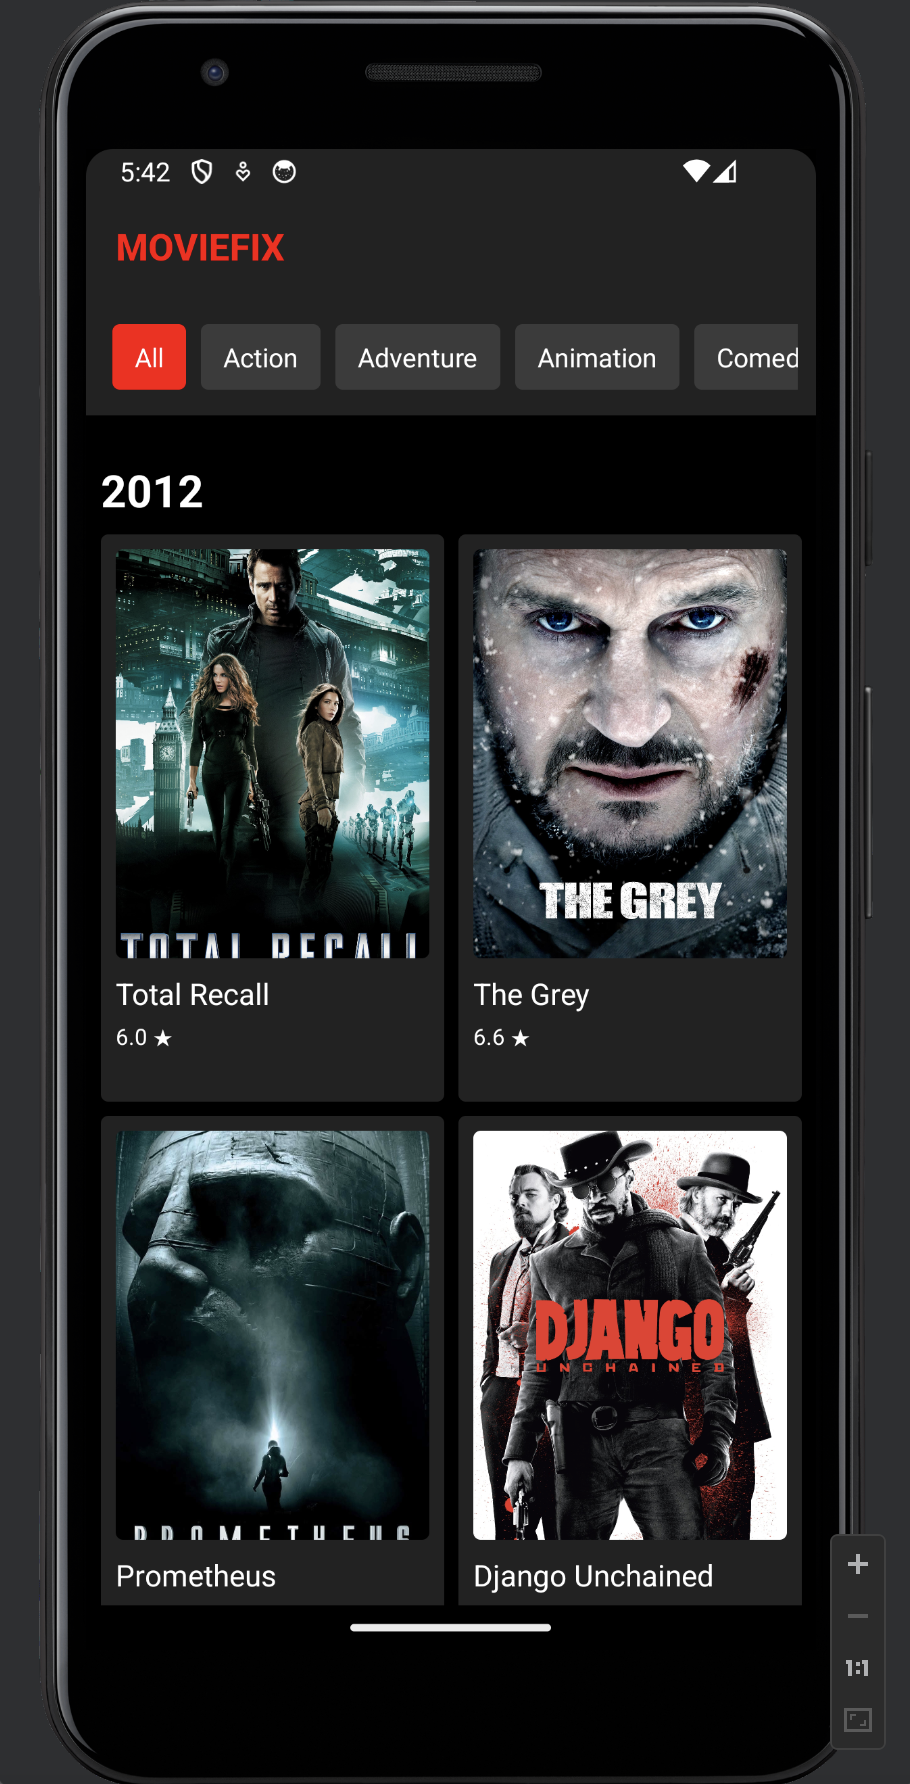 5:42
MOVIEFIX
All Action Adventure Animation Comed
2012
TOTAL RECALL
THE GREY
Total Recall
The Grey
6.0 ★
6.6 ★
PROMETHEUS
DJANGO
UNCHAINED
Prometheus
Django Unchained
1:1